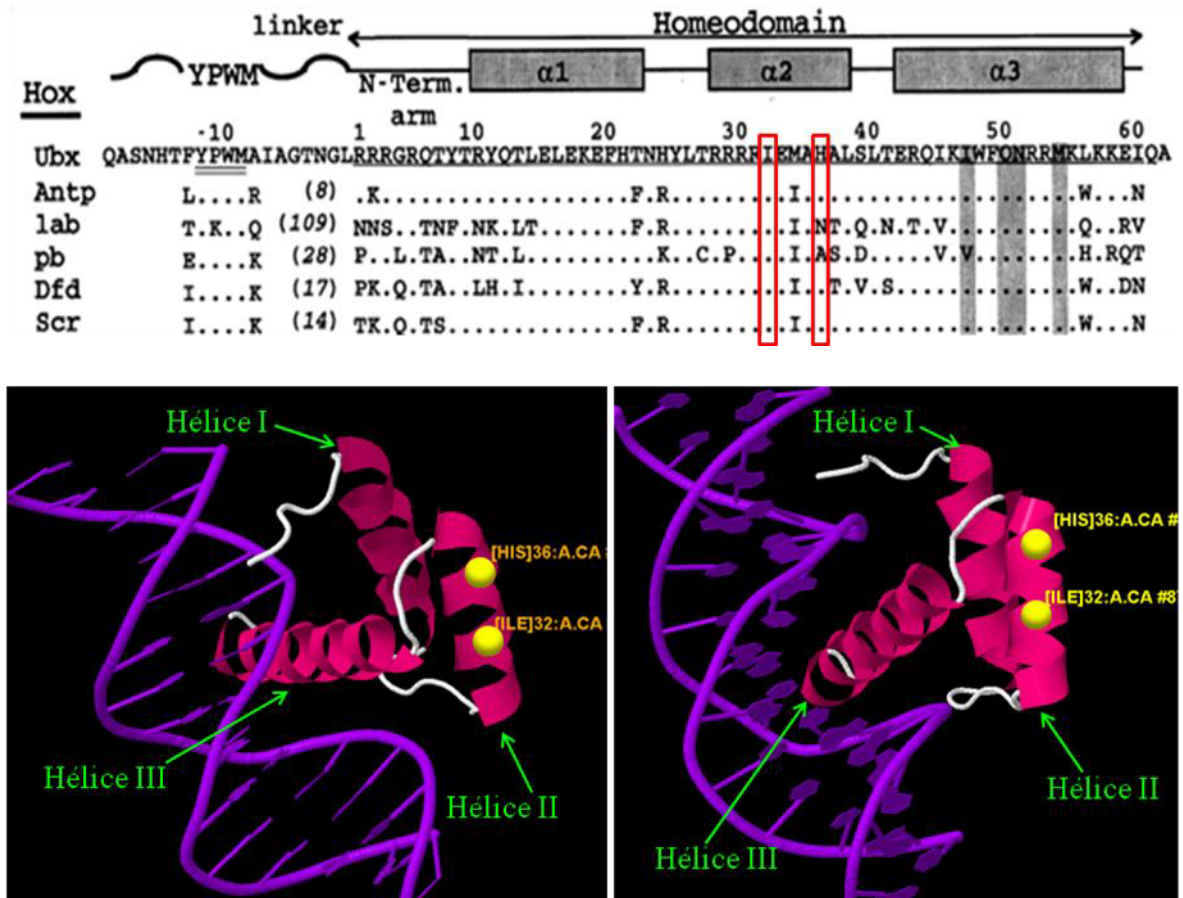 linker Homeodomain
YPWM α1 α2 α3
N-Term. arm
Hox
-10 1 10 20 30 40 50 60
Ubx QASNHTFYPWMAIAGTNGLRRRGRQTYTRYQTLELEKEFHTNHYLTRRRRIEMAHALSLTERQIKIWFQNRRMKLKKEIQA
Antp L....R (8) .K...................F.R.........I.....................W...N
lab T.K..Q (109) NNS..TNF.NK.LT.......F.R.........I.NT.Q.N.T.V..........Q..RV
pb E....K (28) P..L.TA..NT.L..........K..C.P....I.AS.D.....V.V........H.RQT
Dfd I....K (17) PK.Q.TA..LH.I........Y.R.........I..T.V.S..............W..DN
Scr I....K (14) TK.Q.TS..............F.R.........I.....................W...N
Hélice I
[HIS]36:A.CA
[ILE]32:A.CA
Hélice III
Hélice II
Hélice I
[HIS]36:A.CA #
[ILE]32:A.CA #8
Hélice II
Hélice III